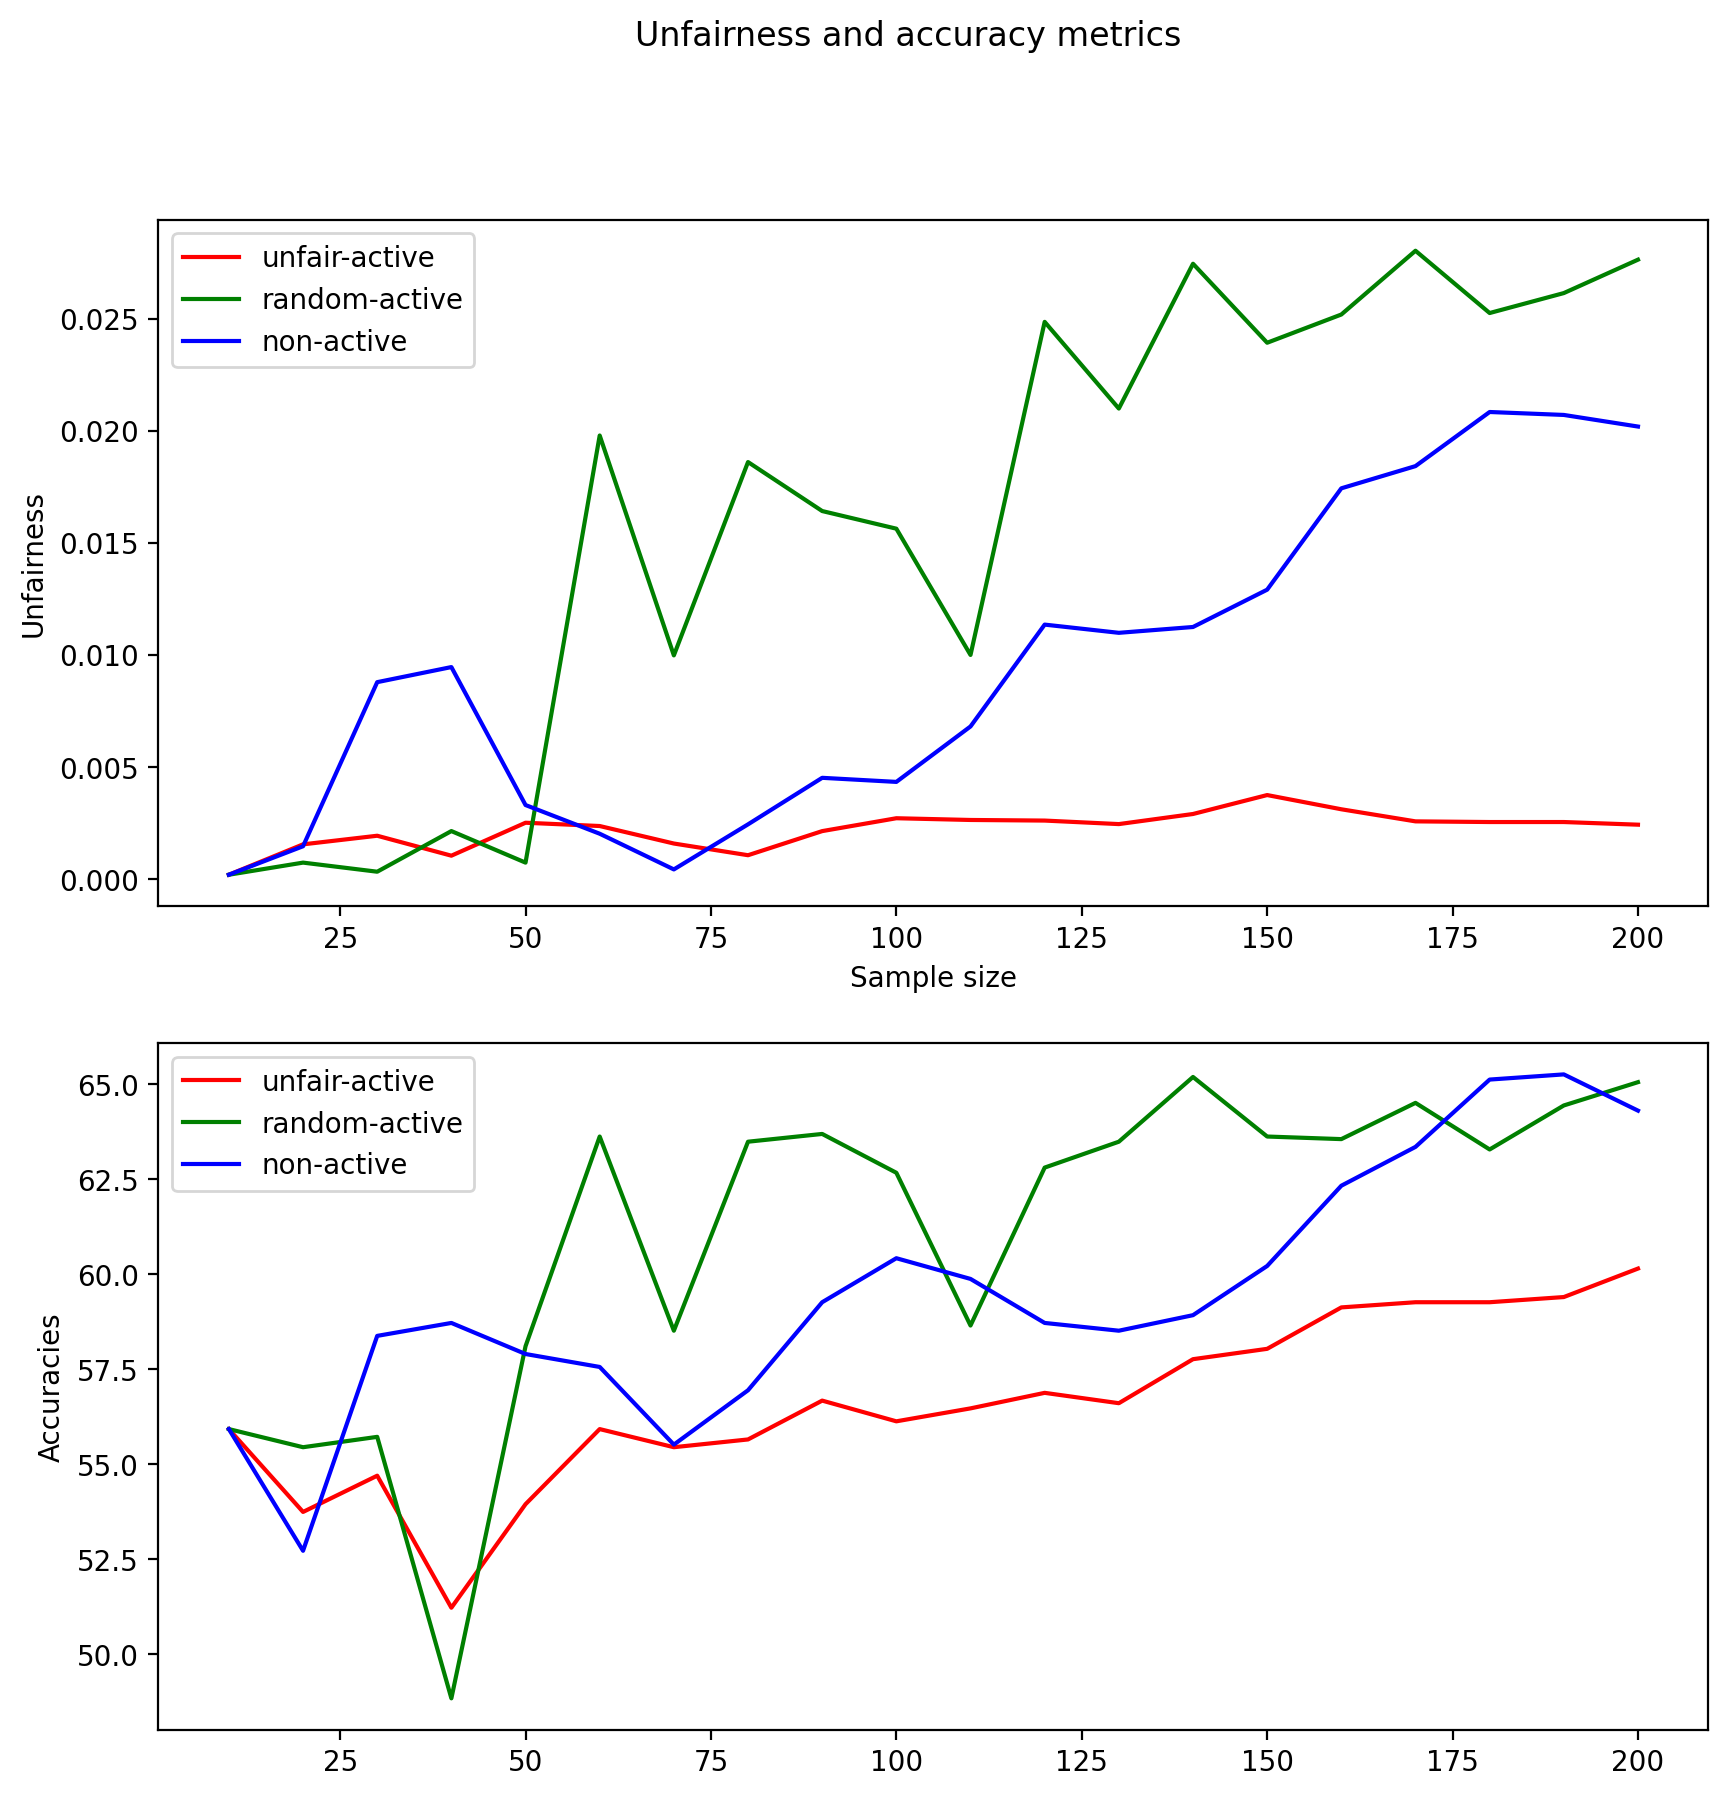 Unfairness and accuracy metrics
unfair-active
random-active
non-active
0.025
0.020
0.015
0.010
0.005
0.000
Unfairness
25 50 75 100 125 150 175 200
Sample size
unfair-active
random-active
non-active
65.0
62.5
60.0
57.5
55.0
52.5
50.0
Accuracies
25 50 75 100 125 150 175 200